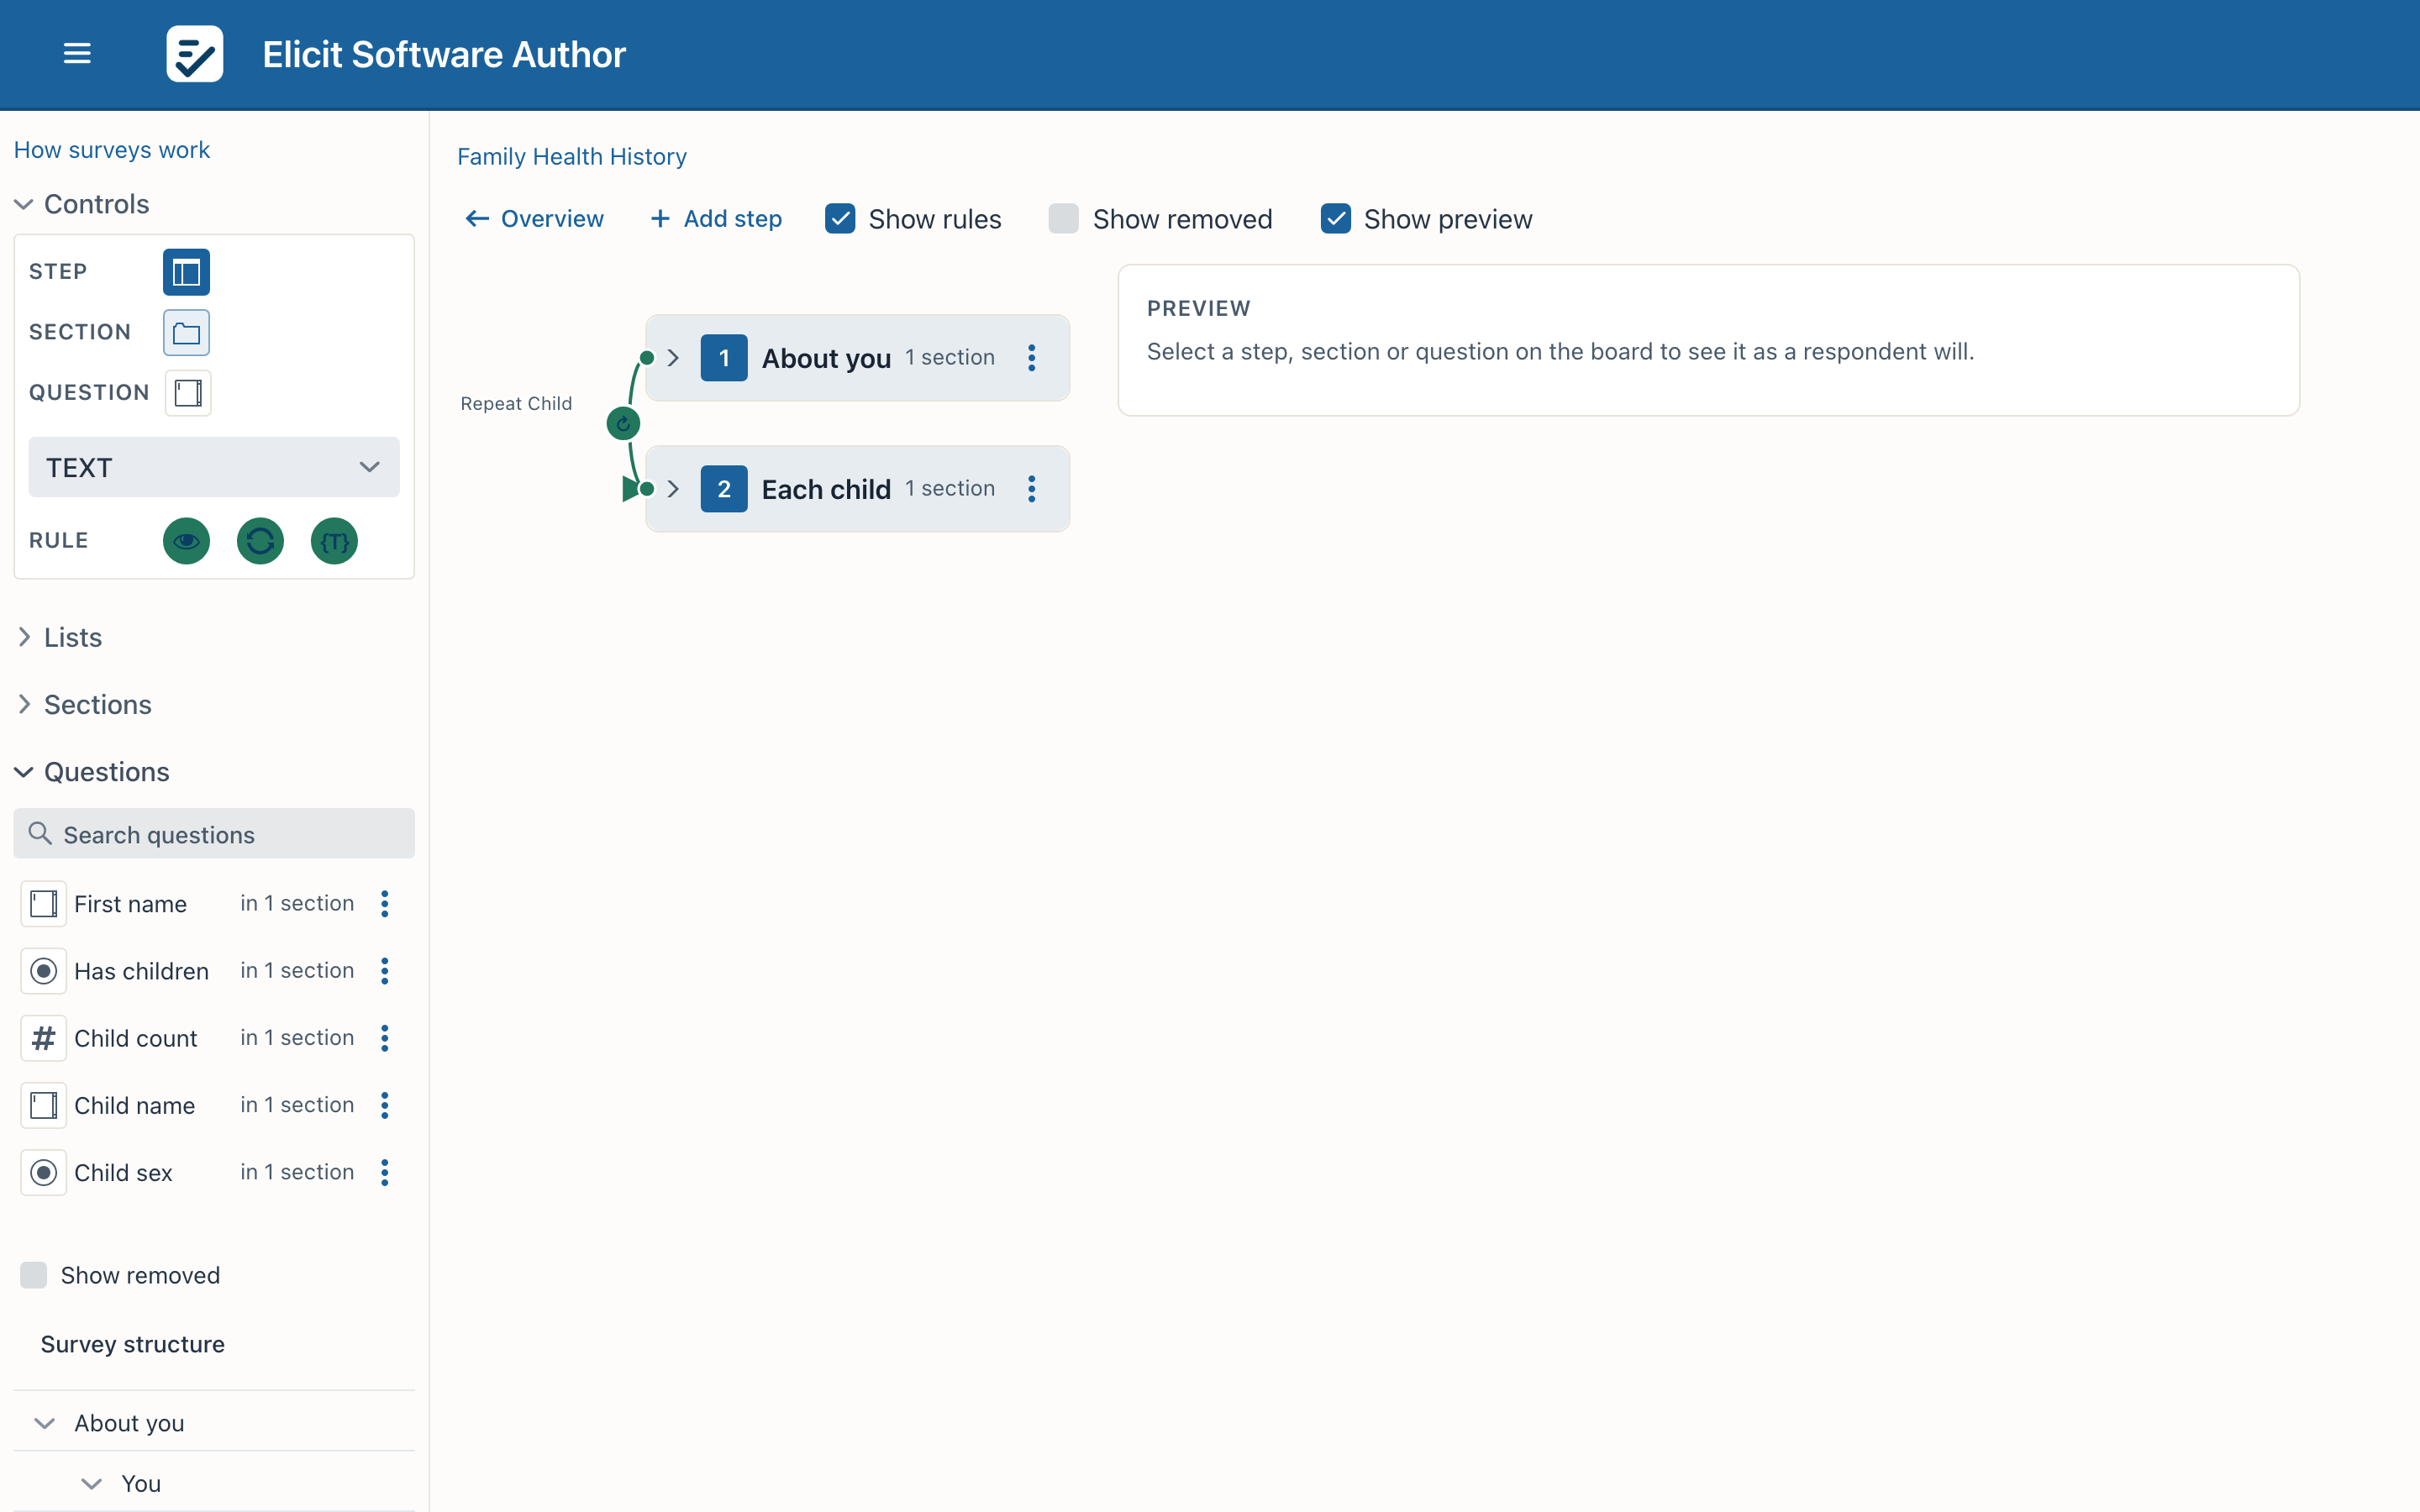 Elicit Software Author
How surveys work
Controls
STEP
SECTION
QUESTION
TEXT
RULE
{T}
Lists
Sections
Questions
Search questions
First name in 1 section
Has children in 1 section
# Child count in 1 section
Child name in 1 section
Child sex in 1 section
Show removed
Survey structure
About you
You
Family Health History
Overview + Add step Show rules Show removed Show preview
1 About you 1 section
Repeat Child
2 Each child 1 section
PREVIEW
Select a step, section or question on the board to see it as a respondent will.